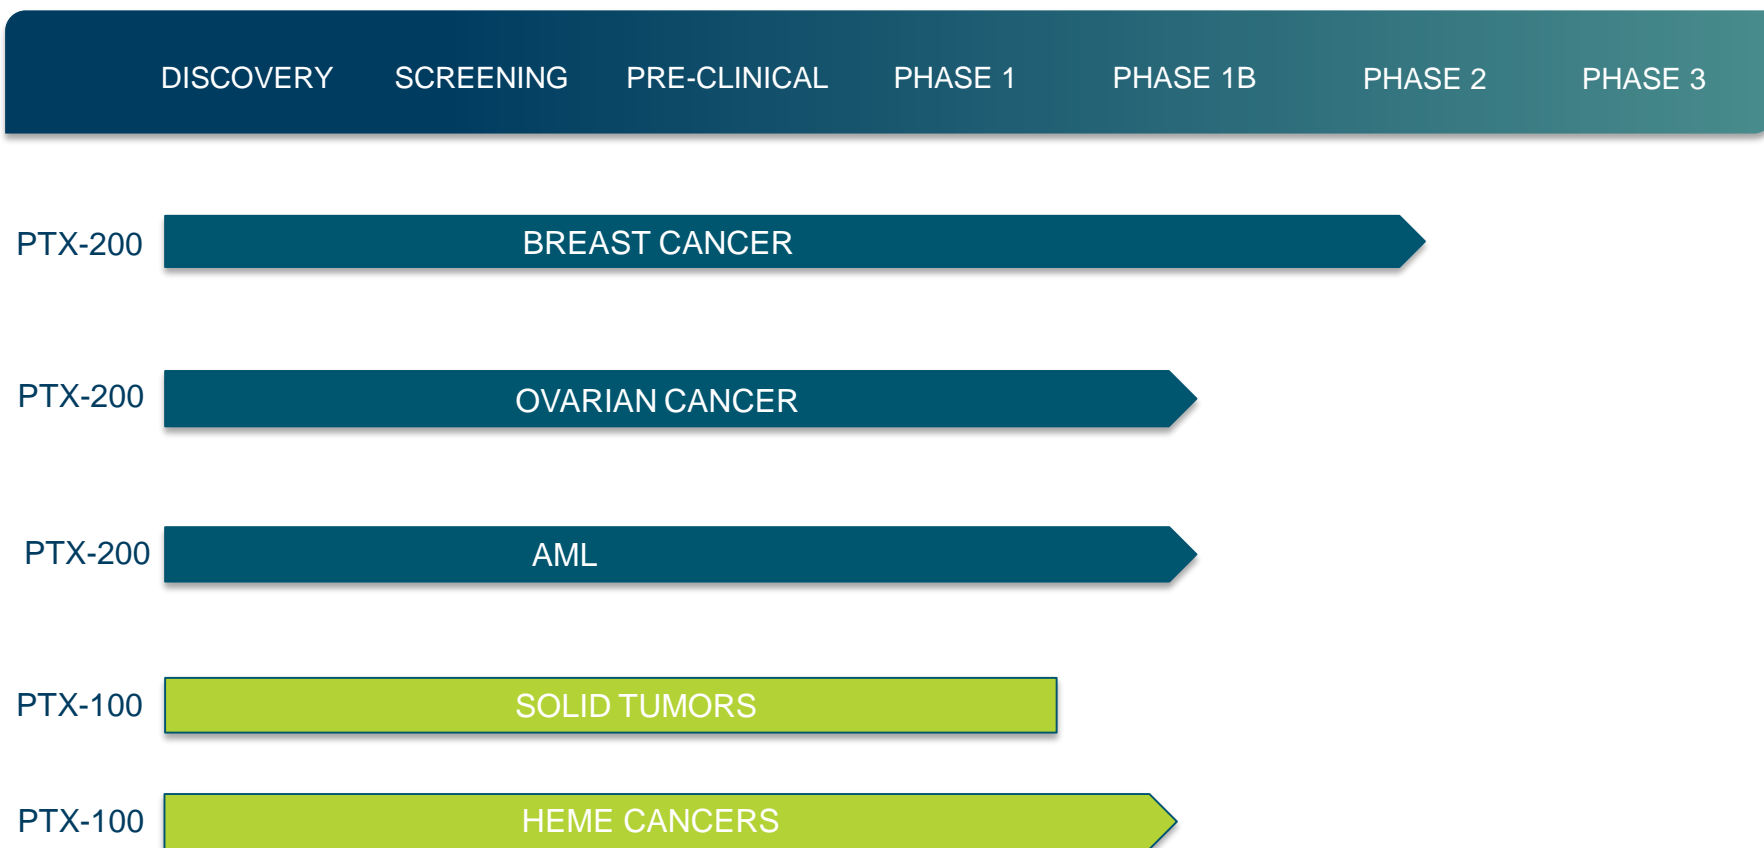 DISCOVERY SCREENING PRE-CLINICAL PHASE 1 PHASE 1B PHASE 2 PHASE 3
PTX-200 BREAST CANCER
PTX-200 OVARIAN CANCER
PTX-200 AML
PTX-100 SOLID TUMORS
PTX-100 HEME CANCERS